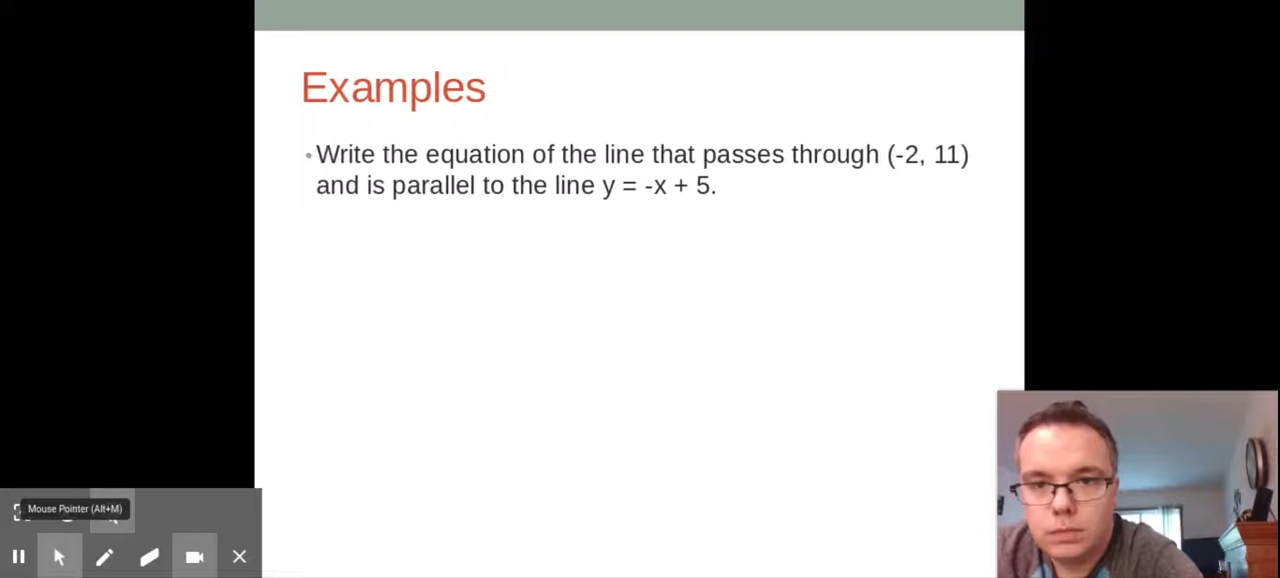 Examples
• Write the equation of the line that passes through (-2, 11)
and is parallel to the line y = -x + 5.
Mouse Pointer (Alt+M)